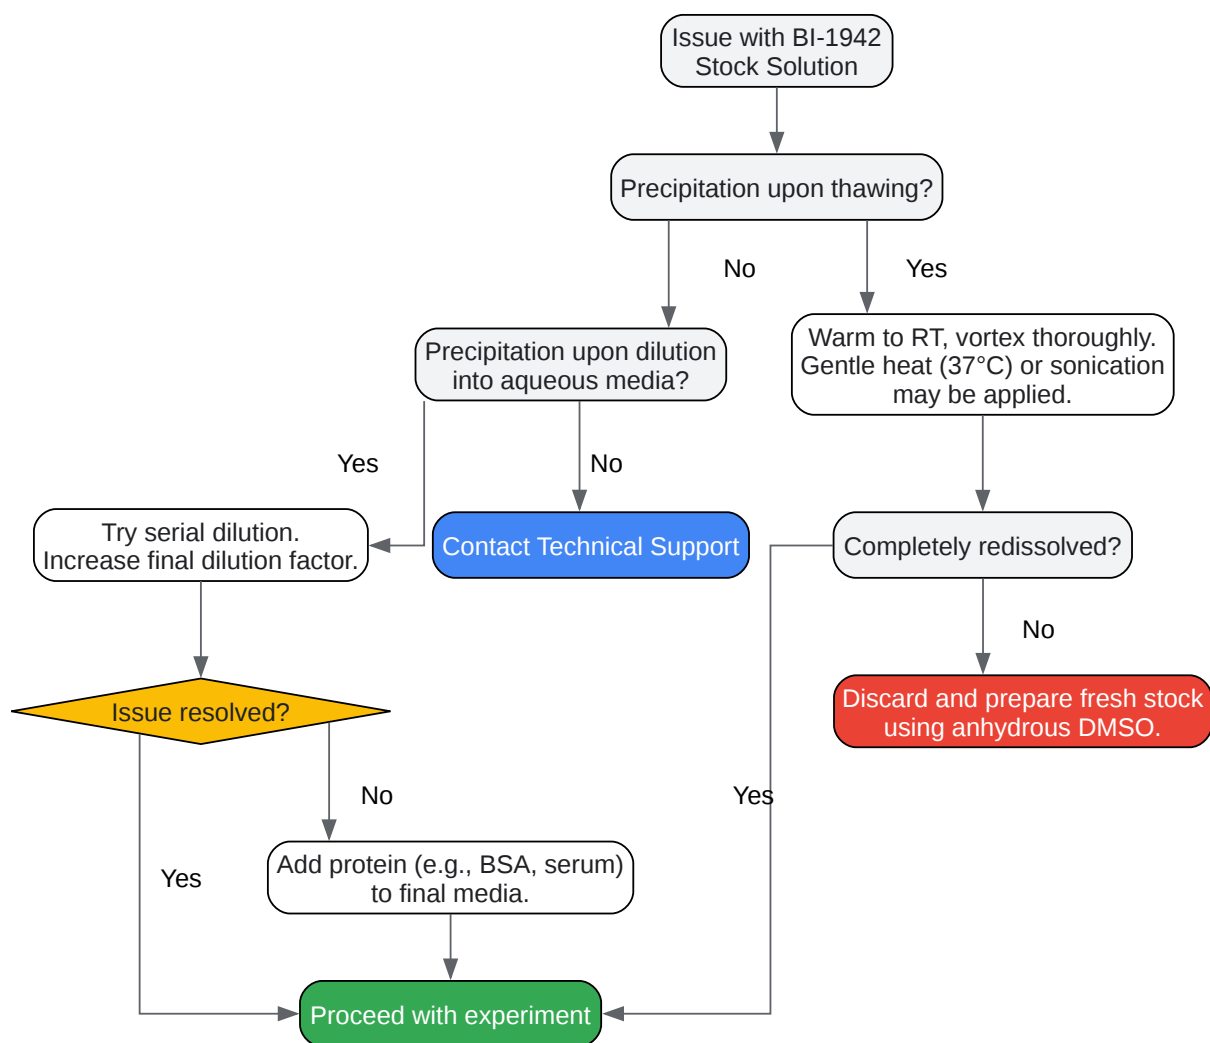 Issue with BI-1942
Stock Solution
Precipitation upon thawing?
No
Yes
Precipitation upon dilution
into aqueous media?
Warm to RT, vortex thoroughly.
Gentle heat (37°C) or sonication
may be applied.
Yes
No
Try serial dilution.
Increase final dilution factor.
Contact Technical Support
Completely redissolved?
No
Issue resolved?
Discard and prepare fresh stock
using anhydrous DMSO.
No
Yes
Yes
Add protein (e.g., BSA, serum)
to final media.
Proceed with experiment